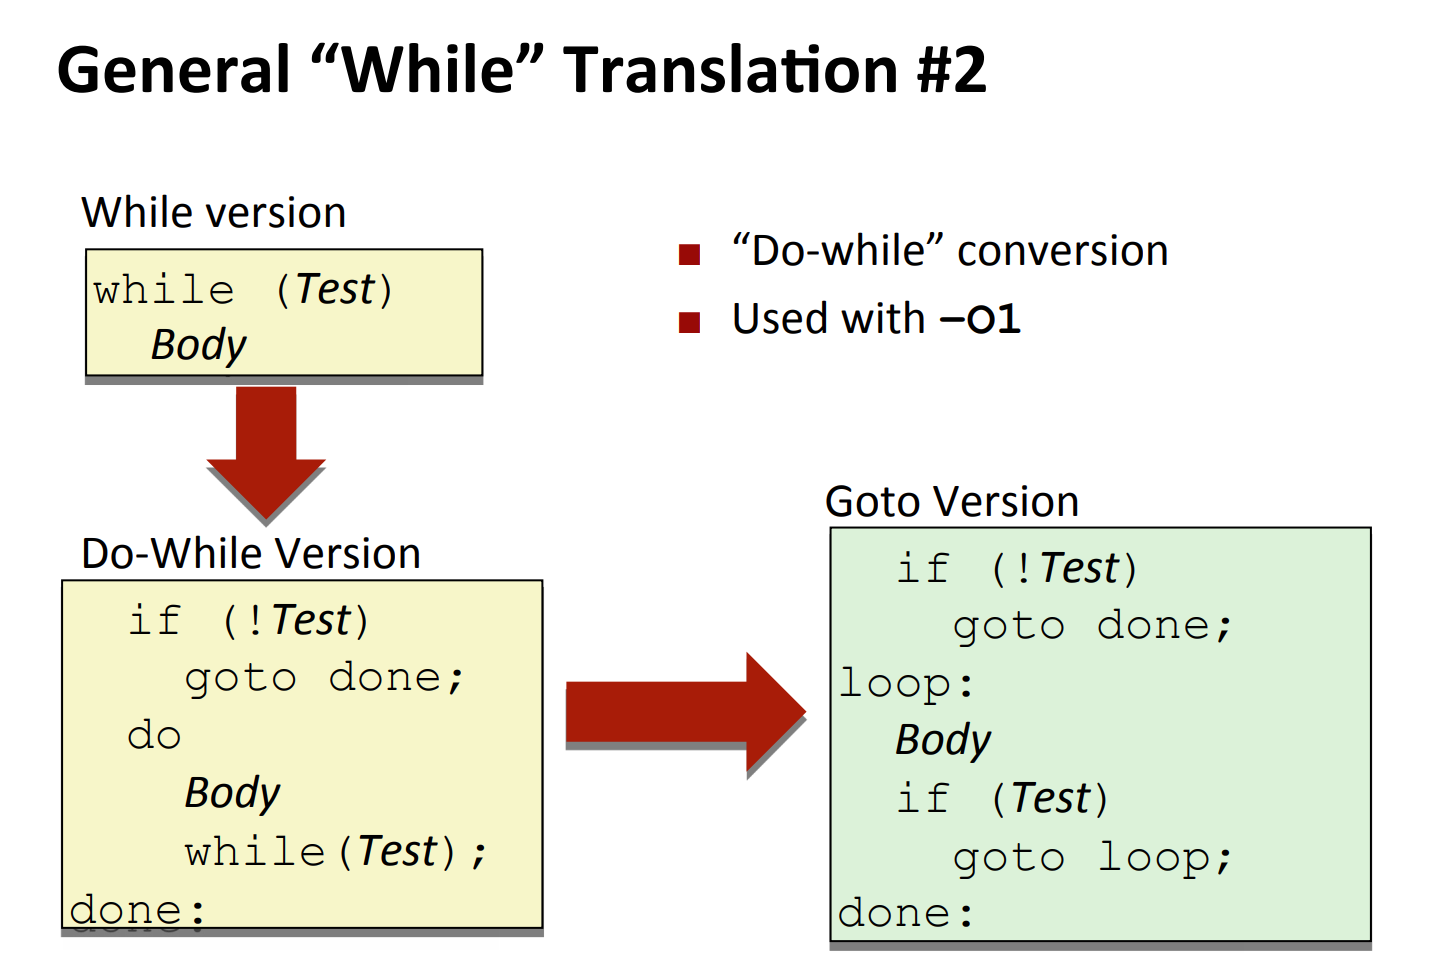 General “While” Translation #2
While version
while (Test)
Body
■ “Do-while” conversion
■ Used with –O1
Do-While Version
if (!Test)
goto done;
do
Body
while(Test);
done:
Goto Version
if (!Test)
goto done;
loop:
Body
if (Test)
goto loop;
done: